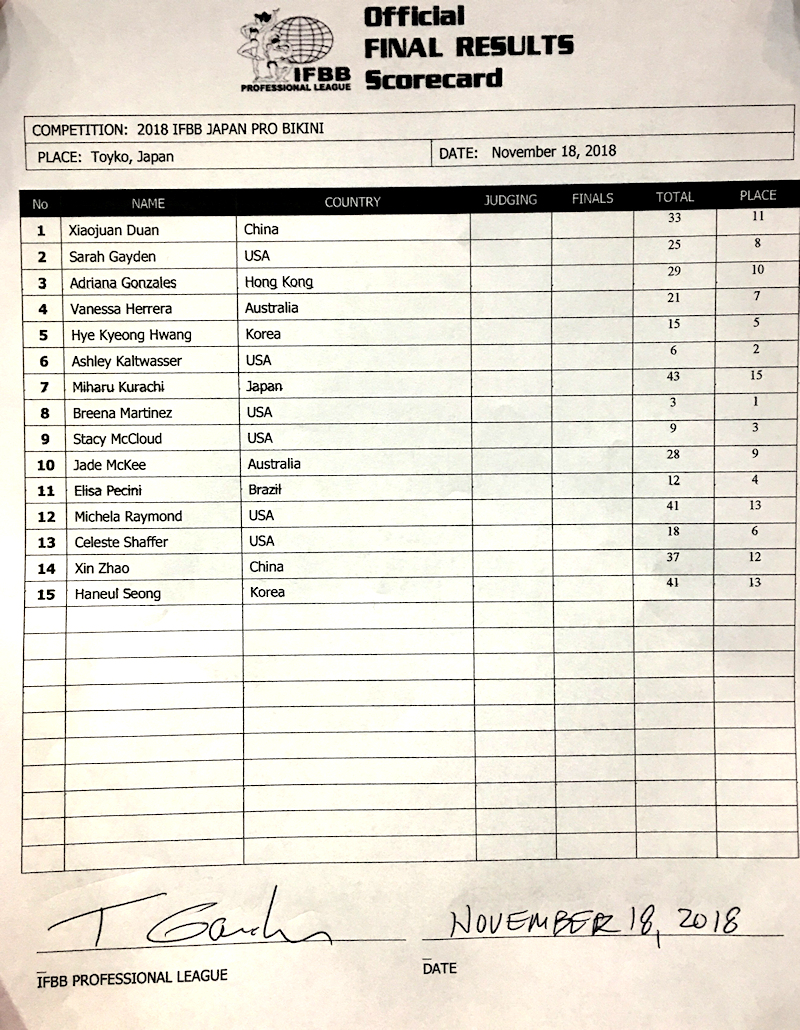 Official
FINAL RESULTS
Scorecard
IFBB
PROFESSIONAL LEAGUE
COMPETITION: 2018 IFBB JAPAN PRO BIKINI
PLACE: Toyko, Japan DATE: November 18, 2018
No NAME COUNTRY JUDGING FINALS TOTAL PLACE
1 Xiaojuan Duan China 33 11
2 Sarah Gayden USA 25 8
3 Adriana Gonzales Hong Kong 29 10
4 Vanessa Herrera Australia 21 7
5 Hye Kyeong Hwang Korea 15 5
6 Ashley Kaltwasser USA 6 2
7 Miharu Kurachi Japan 43 15
8 Breena Martinez USA 3 1
9 Stacy McCloud USA 9 3
10 Jade McKee Australia 28 9
11 Elisa Pecini Brazil 12 4
12 Michela Raymond USA 41 13
13 Celeste Shaffer USA 18 6
14 Xin Zhao China 37 12
15 Haneul Seong Korea 41 13
NOVEMBER 18, 2018
IFBB PROFESSIONAL LEAGUE DATE